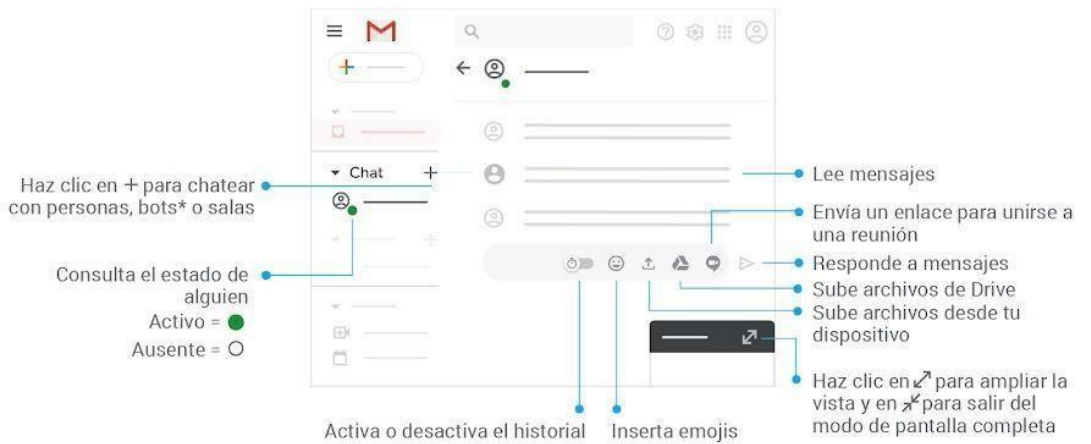 Chat
Haz clic en + para chatear
con personas, bots* o salas
Consulta el estado de
alguien
Activo =
Ausente =
Lee mensajes
Envía un enlace para unirse a
una reunión
Responde a mensajes
Sube archivos de Drive
Sube archivos desde tu
dispositivo
Haz clic en para ampliar la
vista y en para salir del
modo de pantalla completa
Activa o desactiva el historial
Inserta emojis